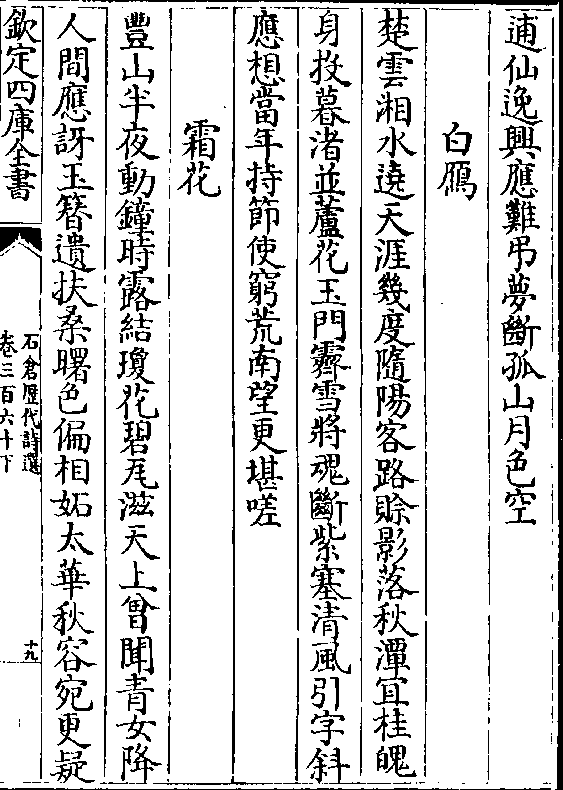 逋仙逸興應難弔夢斷孤山月色空
白鴈
楚雲湘水遶天涯幾度隨陽客路賒影落秋潭冝桂魄
身投暮渚並蘆花玉門霽雪將魂斷紫塞清風引字斜
應想當年持節使窮荒南望更堪嗟
霜花
豐山半夜動鐘時露結瓊花碧瓦滋天上曾聞青女降
人間應訝玉簪遺扶桑曙色偏相妬太華秋容宛更疑
欽定四庫全書
石倉歷代詩選
卷三百六十下
十九